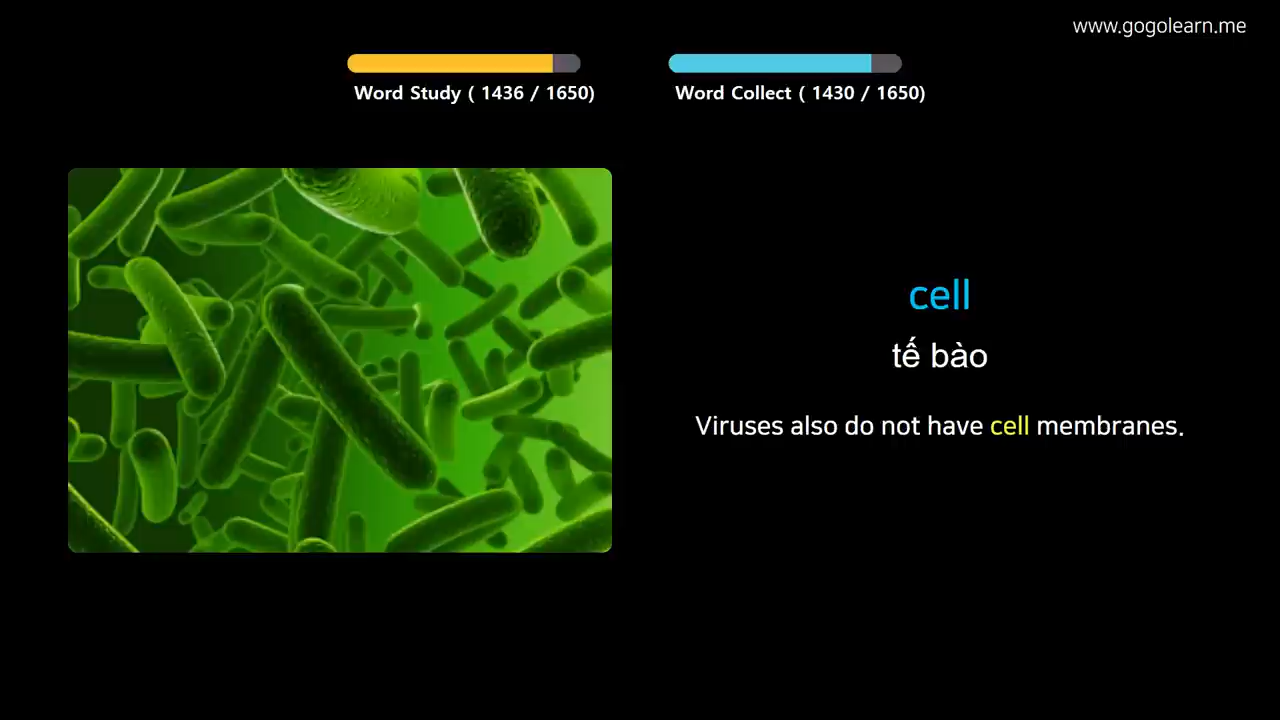 www.gogolearn.me
Word Study ( 1436 / 1650)
Word Collect ( 1430 / 1650)
cell
tế bào
Viruses also do not have cell membranes.